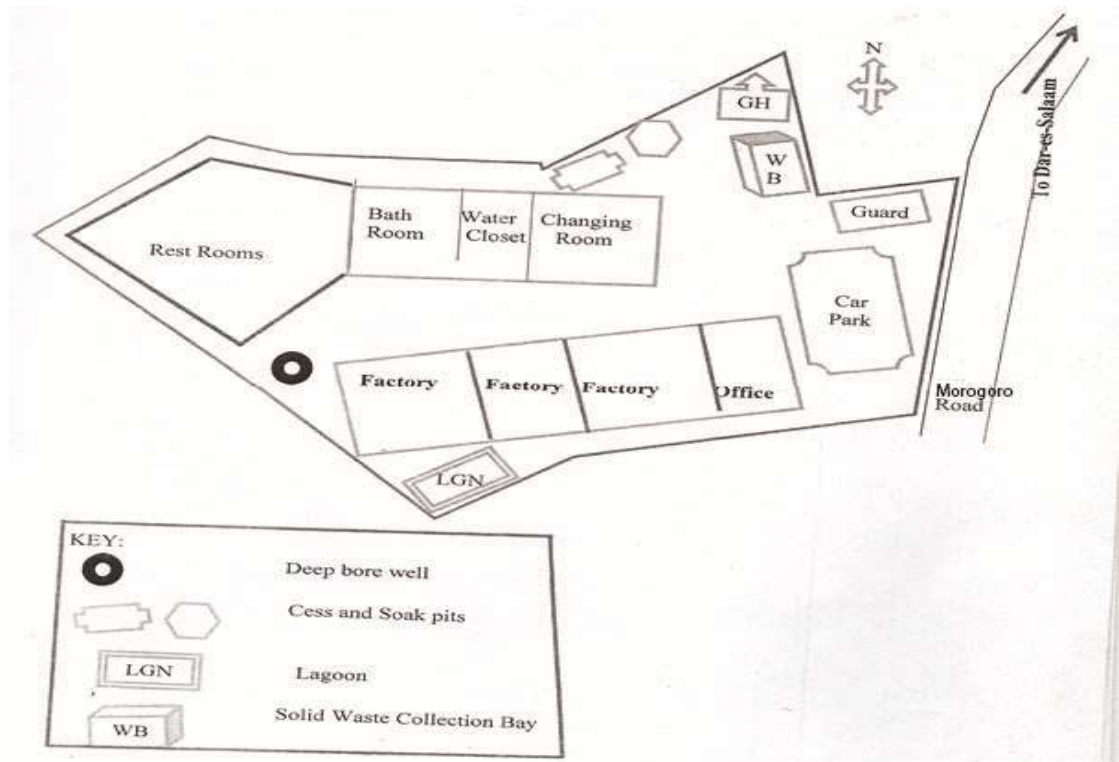 N
To Dar-es-Salaam
GH
W
B
Guard
Bath
Room
Water
Closet
Changing
Room
Rest Rooms
Car
Park
Factory
Factory
Factory
Office
Morogoro
Road
LGN
KEY:
Deep bore well
Cess and Soak pits
LGN
Lagoon
WB
Solid Waste Collection Bay